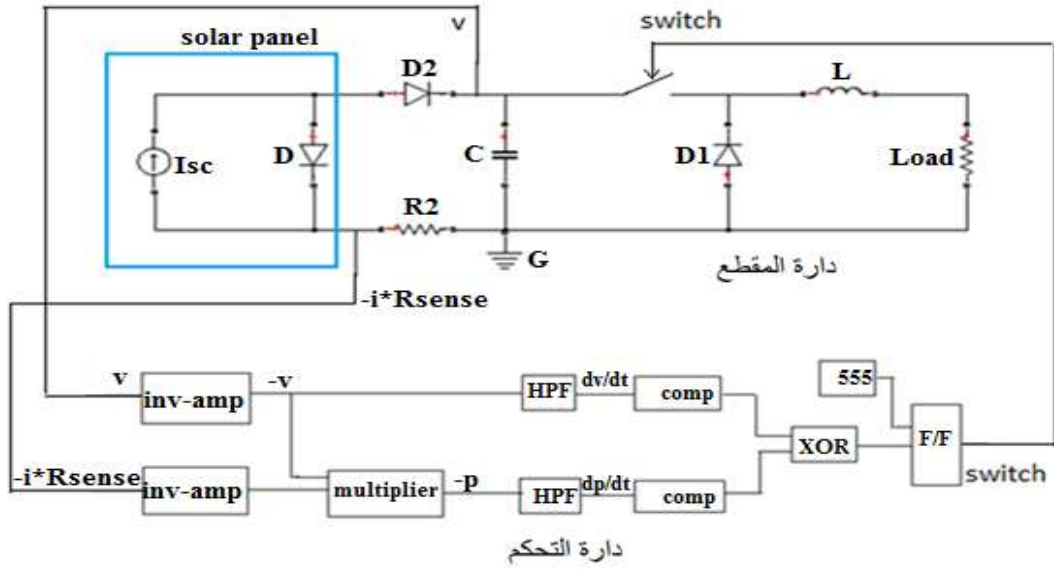 switch
v
solar panel
D2
L
Isc
D
C
D1
Load
R2
G
دارة المقطع
-i*Rsense
v
inv-amp
-v
HPF
dv/dt
comp
555
XOR
F/F
switch
-i*Rsense
inv-amp
multiplier
-p
HPF
dp/dt
comp
دارة التحكم